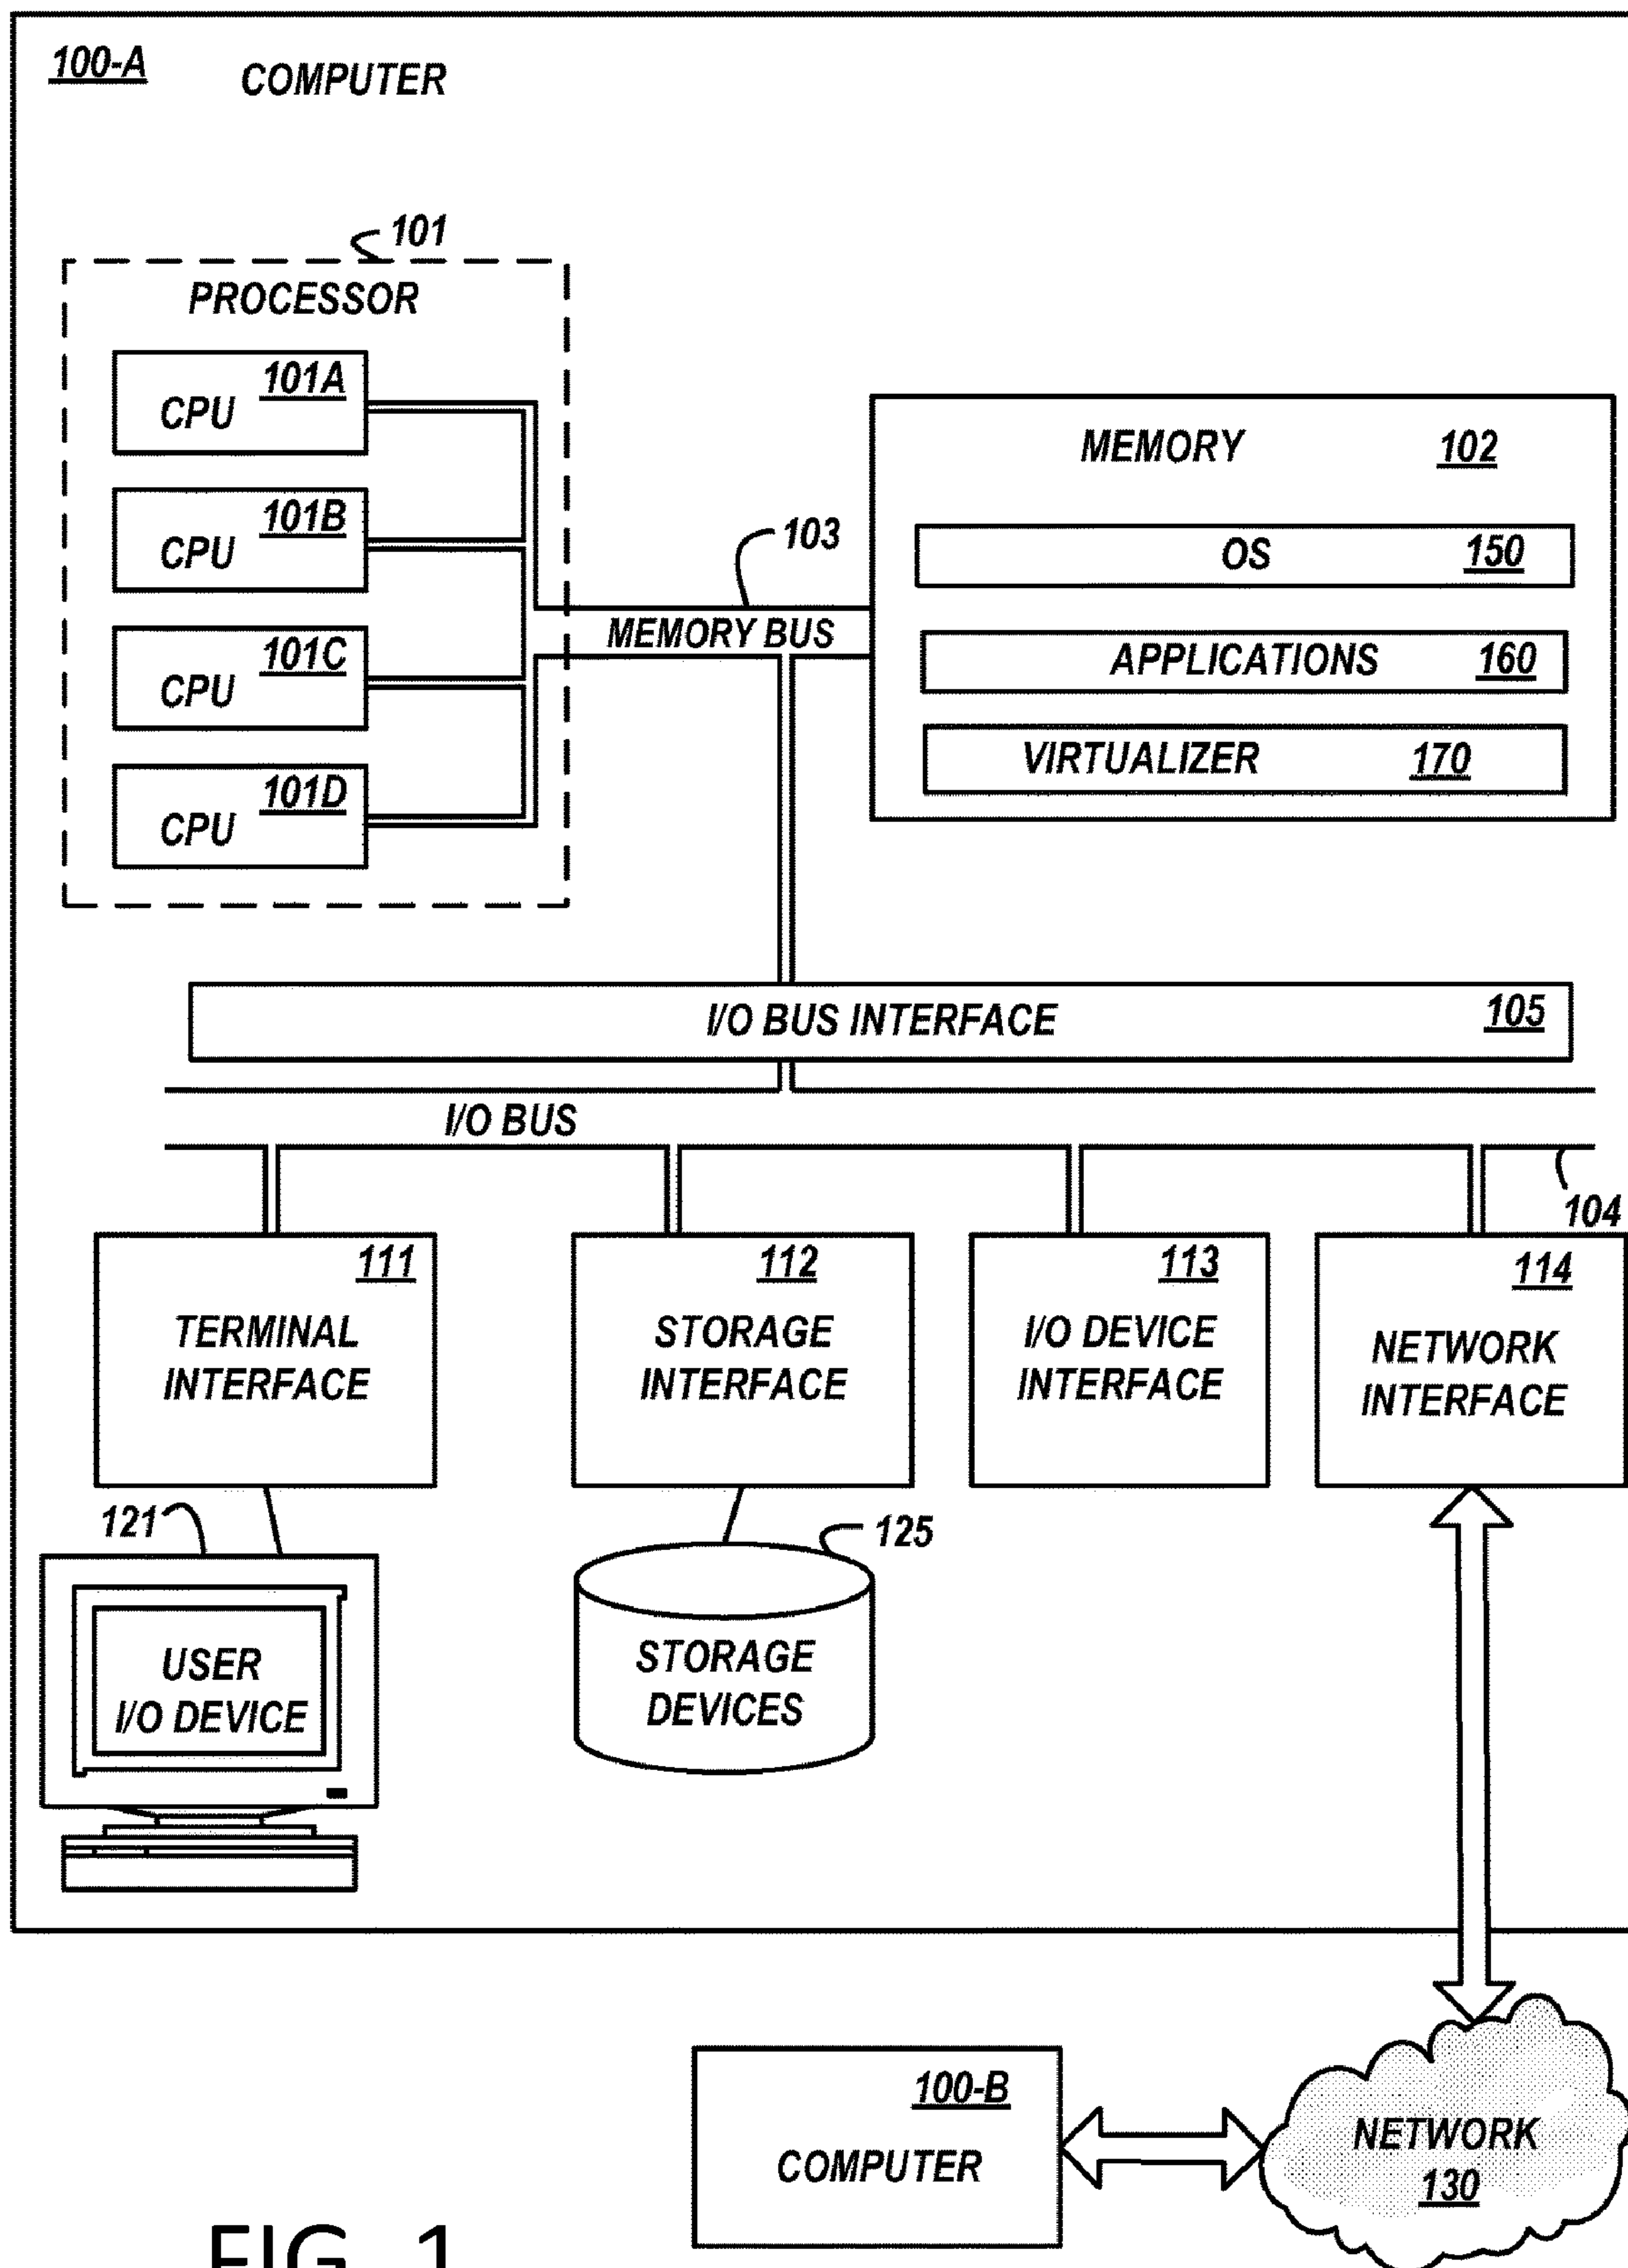 100-A COMPUTER
101
PROCESSOR
101A
CPU
101B
CPU
101C
CPU
101D
CPU
103
MEMORY BUS
MEMORY 102
OS 150
APPLICATIONS 160
VIRTUALIZER 170
I/O BUS INTERFACE 105
I/O BUS
104
111
TERMINAL
INTERFACE
112
STORAGE
INTERFACE
113
I/O DEVICE
INTERFACE
114
NETWORK
INTERFACE
121
USER
I/O DEVICE
125
STORAGE
DEVICES
100-B
COMPUTER
NETWORK
130
FIG. 1